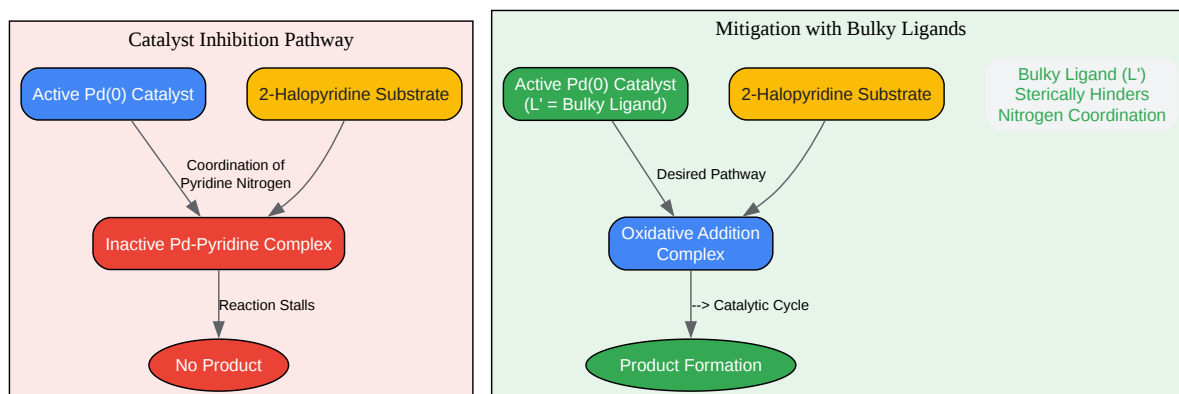 Catalyst Inhibition Pathway
Active Pd(0) Catalyst
2-Halopyridine Substrate
Coordination of
Pyridine Nitrogen
Inactive Pd-Pyridine Complex
Reaction Stalls
No Product
Mitigation with Bulky Ligands
Active Pd(0) Catalyst
(L' = Bulky Ligand)
2-Halopyridine Substrate
Bulky Ligand (L')
Sterically Hinders
Nitrogen Coordination
Desired Pathway
Oxidative Addition
Complex
--> Catalytic Cycle
Product Formation